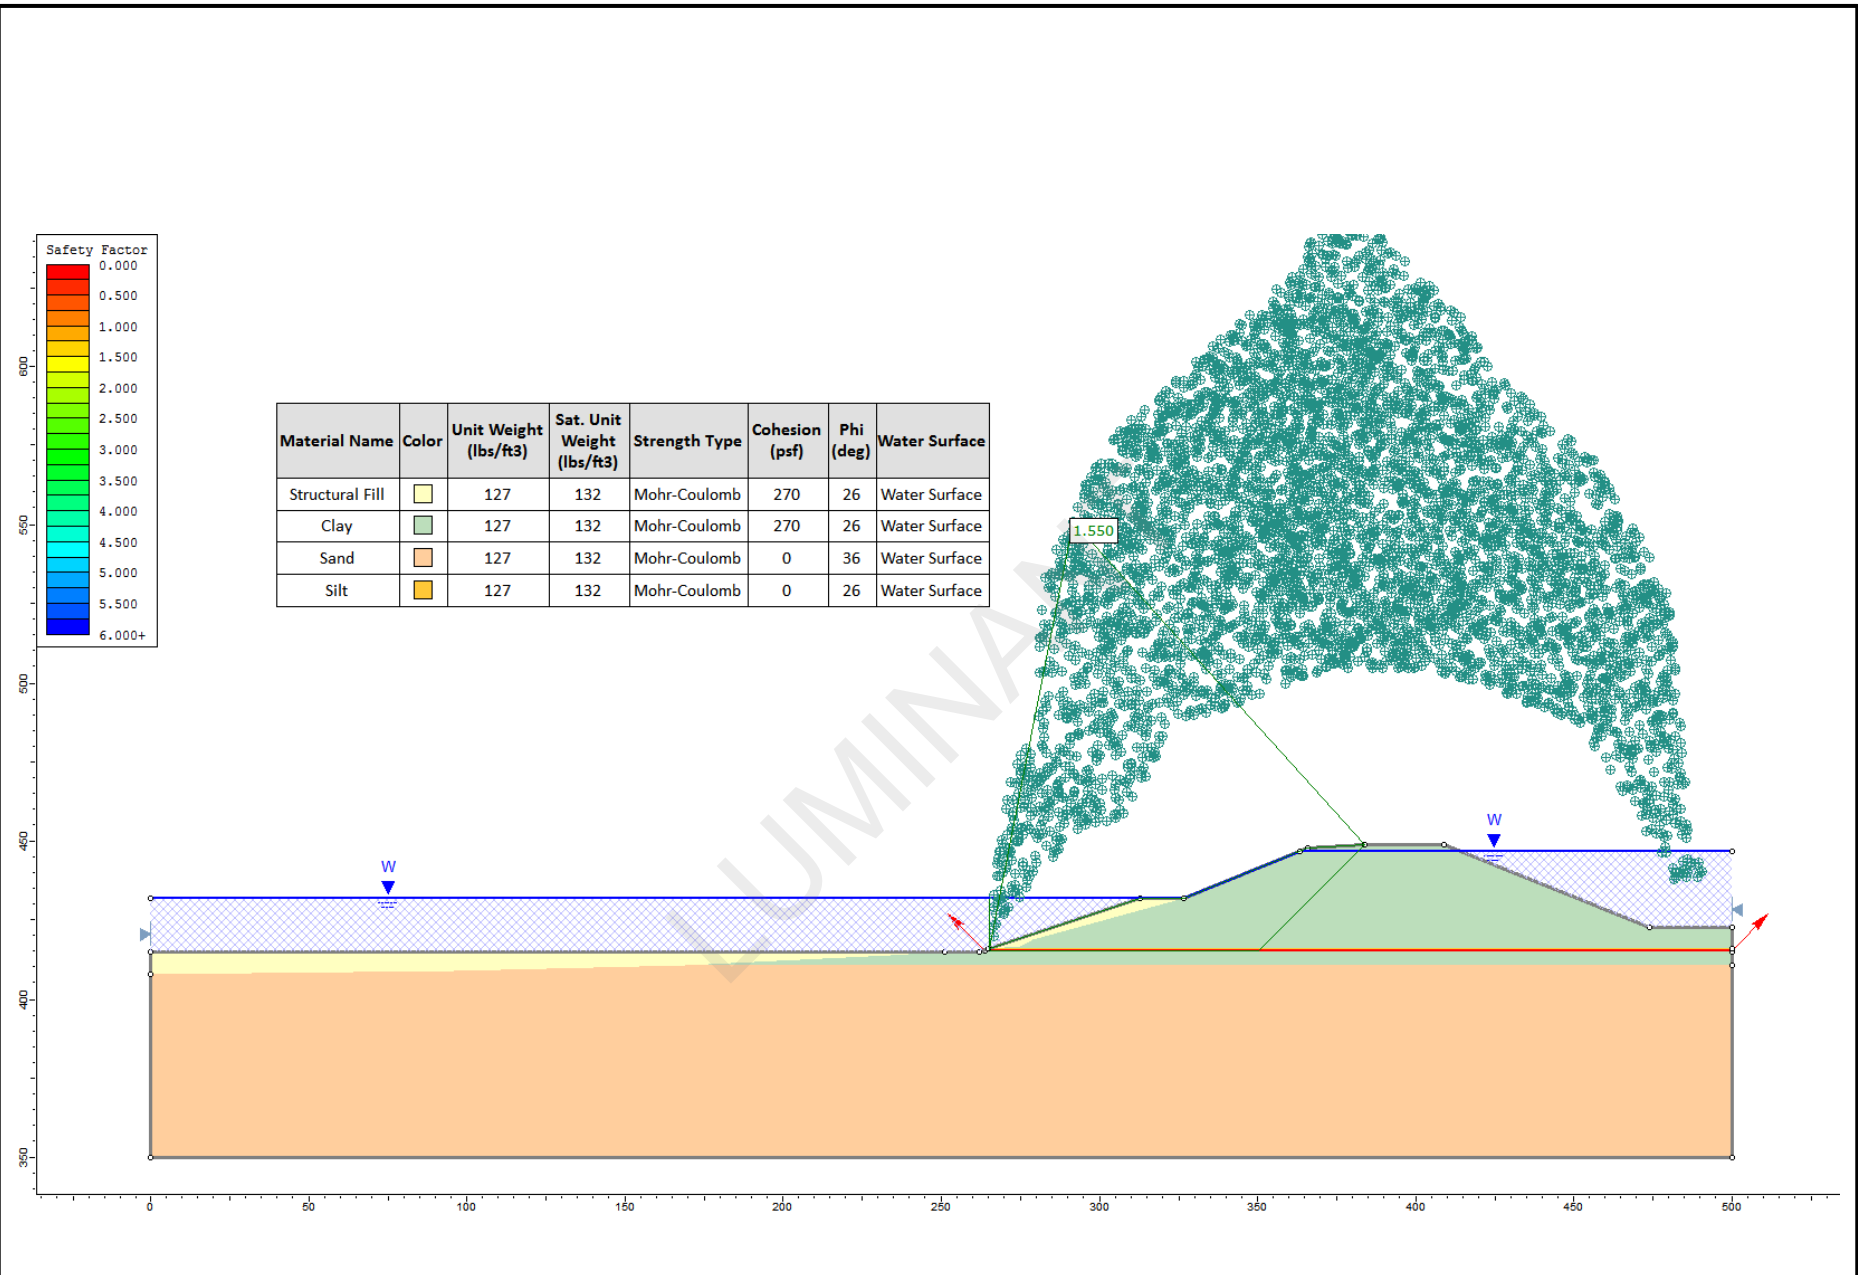 Safety Factor
0.000
0.500
1.000
1.500
2.000
2.500
3.000
3.500
4.000
4.500
5.000
5.500
6.000+
Material Name Color Unit Weight (lbs/ft3) Sat. Unit Weight (lbs/ft3) Strength Type Cohesion (psf) Phi (deg) Water Surface
Structural Fill 127 132 Mohr-Coulomb 270 26 Water Surface
Clay 127 132 Mohr-Coulomb 270 26 Water Surface
Sand 127 132 Mohr-Coulomb 0 36 Water Surface
Silt 127 132 Mohr-Coulomb 0 26 Water Surface
1.550
W
W
600
550
500
450
400
350
0 50 100 150 200 250 300 350 400 450 500